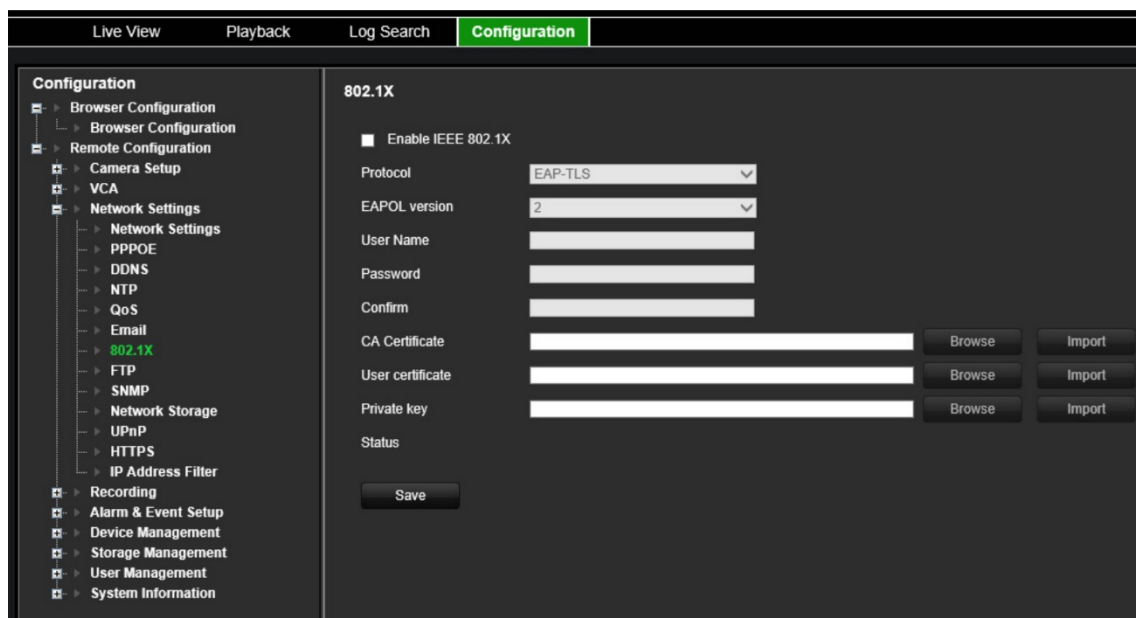 Live View Playback Log Search Configuration
Configuration
Browser Configuration
Browser Configuration
Remote Configuration
Camera Setup
VCA
Network Settings
Network Settings
PPPOE
DDNS
NTP
QoS
Email
802.1X
FTP
SNMP
Network Storage
UPnP
HTTPS
IP Address Filter
Recording
Alarm & Event Setup
Device Management
Storage Management
User Management
System Information
802.1X
Enable IEEE 802.1X
Protocol EAP-TLS
EAPOL version 2
User Name
Password
Confirm
CA Certificate Browse Import
User certificate Browse Import
Private key Browse Import
Status
Save